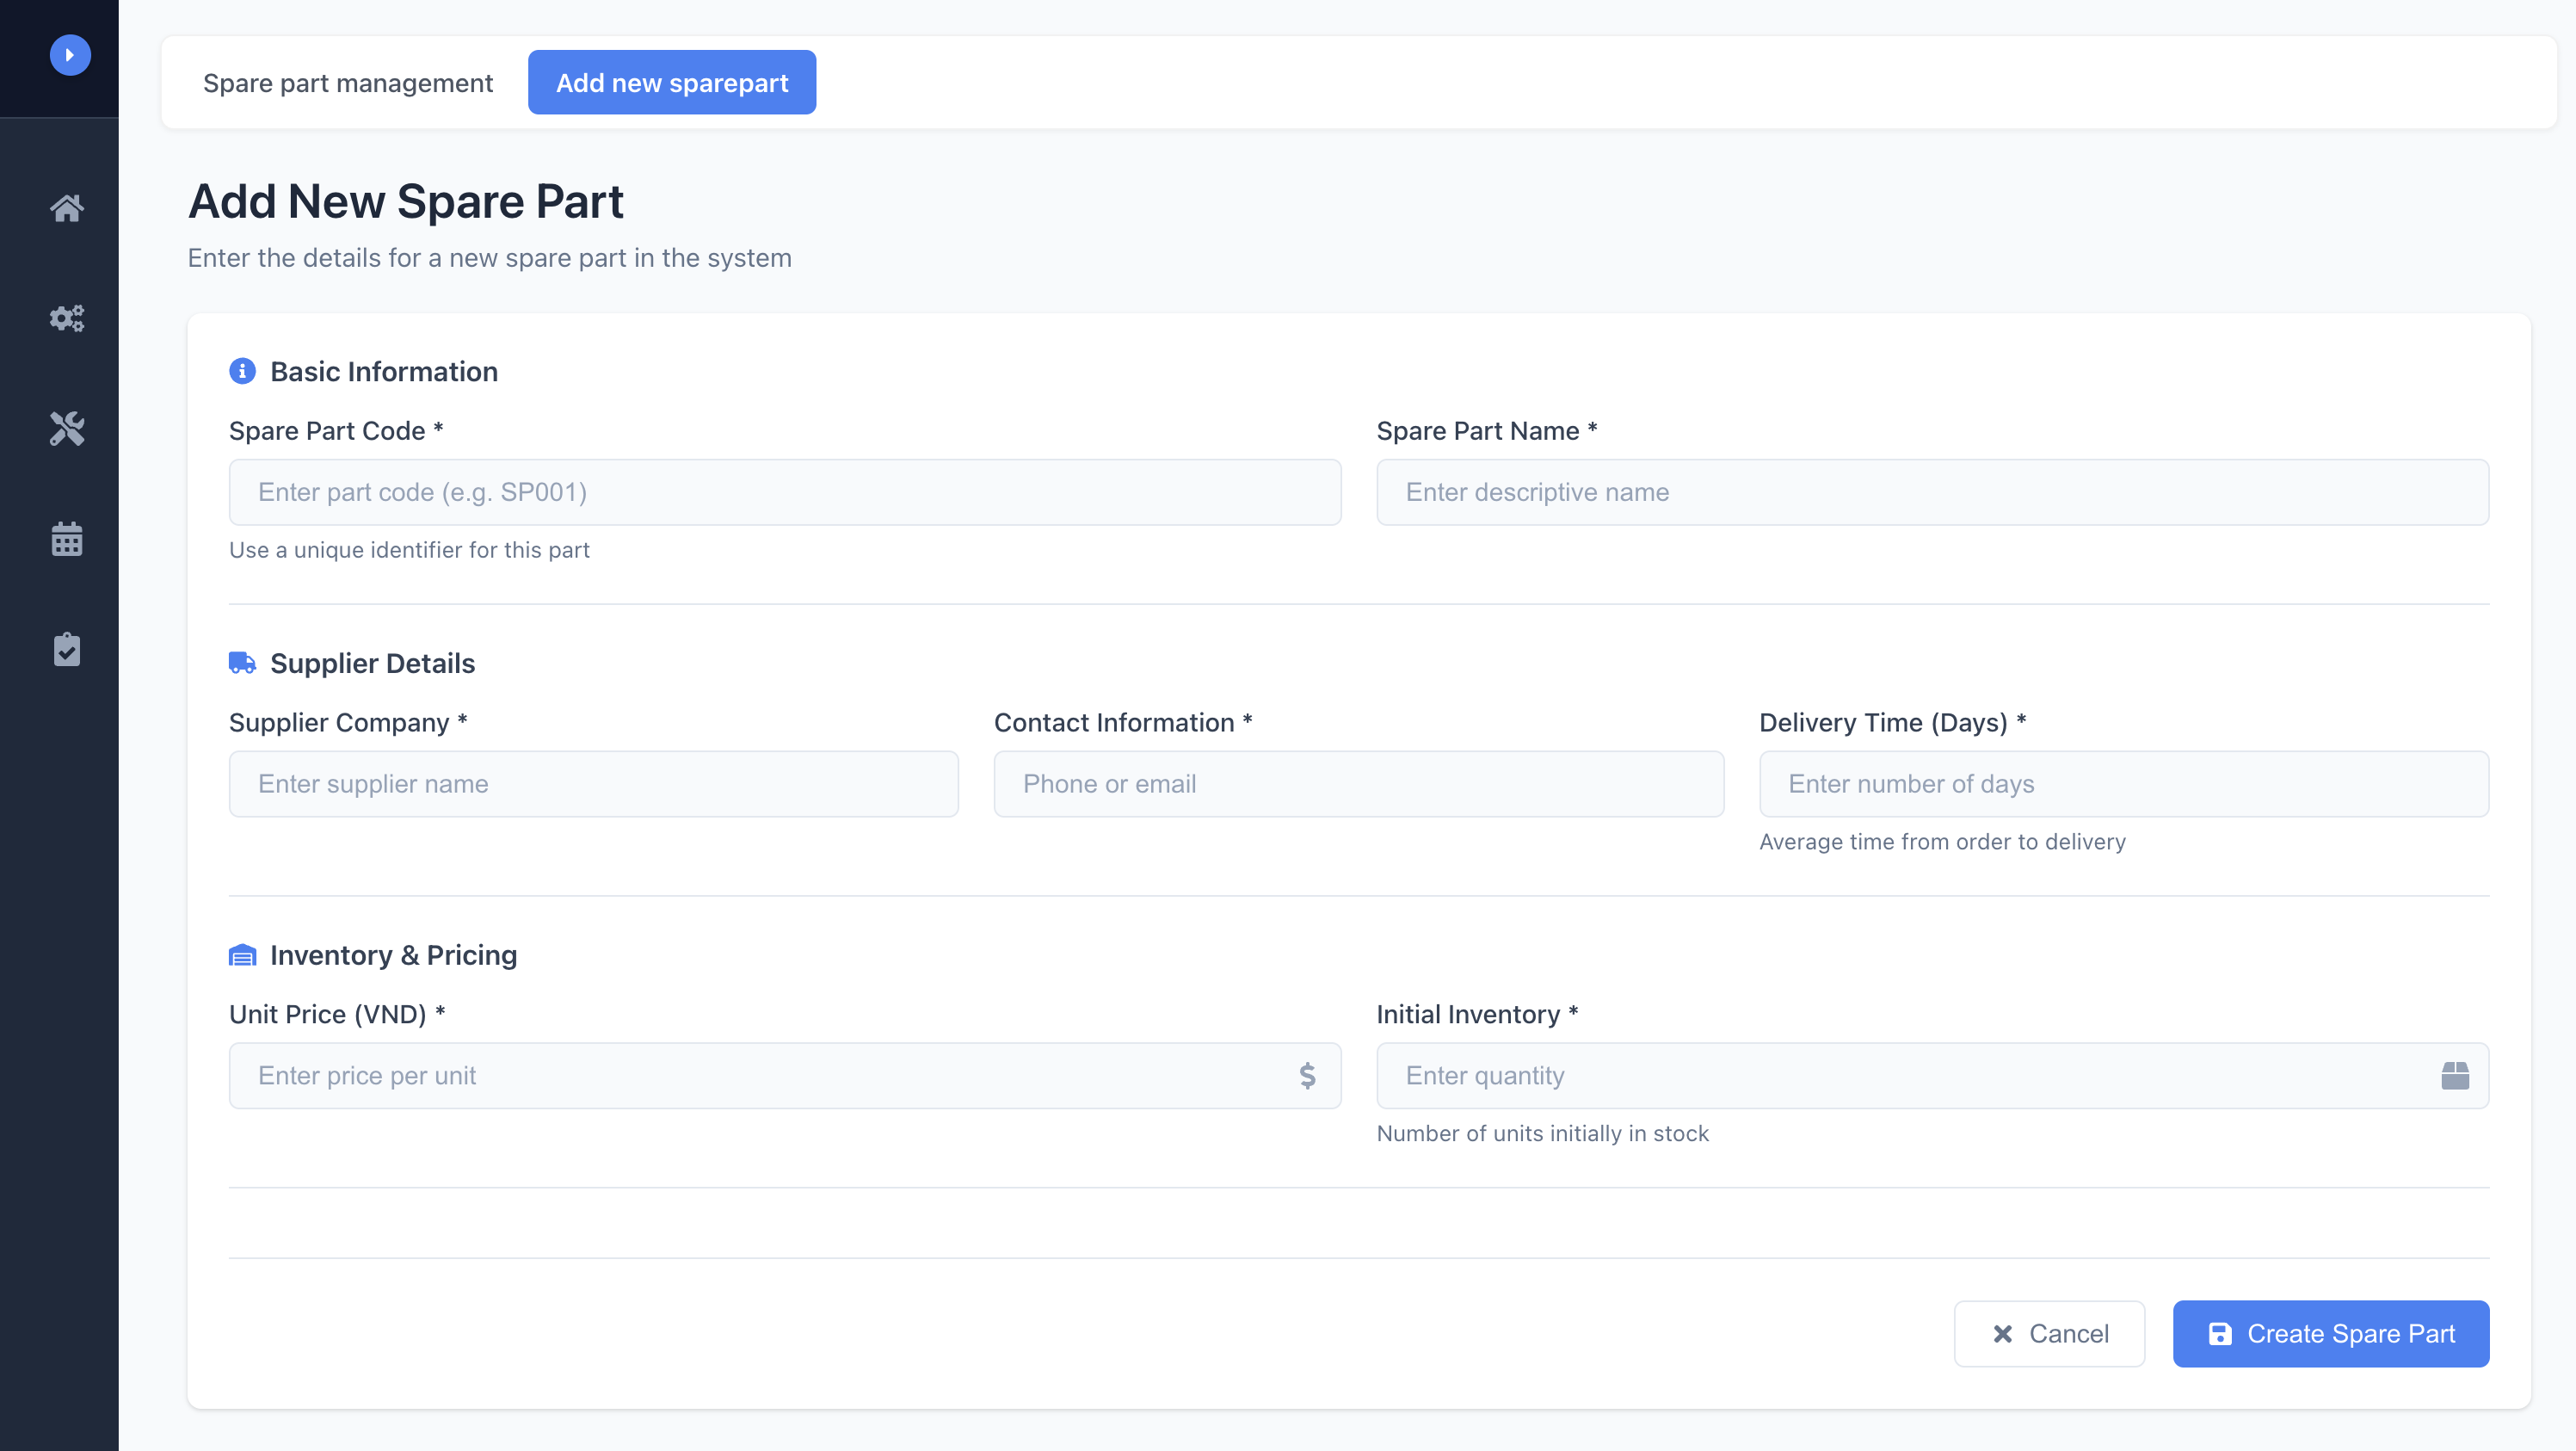 Spare part management
Add new sparepart
Add New Spare Part
Enter the details for a new spare part in the system
Basic Information
Spare Part Code *
Spare Part Name *
Enter part code (e.g. SP001)
Enter descriptive name
Use a unique identifier for this part
Supplier Details
Supplier Company *
Contact Information *
Delivery Time (Days) *
Enter supplier name
Phone or email
Enter number of days
Average time from order to delivery
Inventory & Pricing
Unit Price (VND) *
Initial Inventory *
Enter price per unit
$
Enter quantity
Number of units initially in stock
Cancel
Create Spare Part